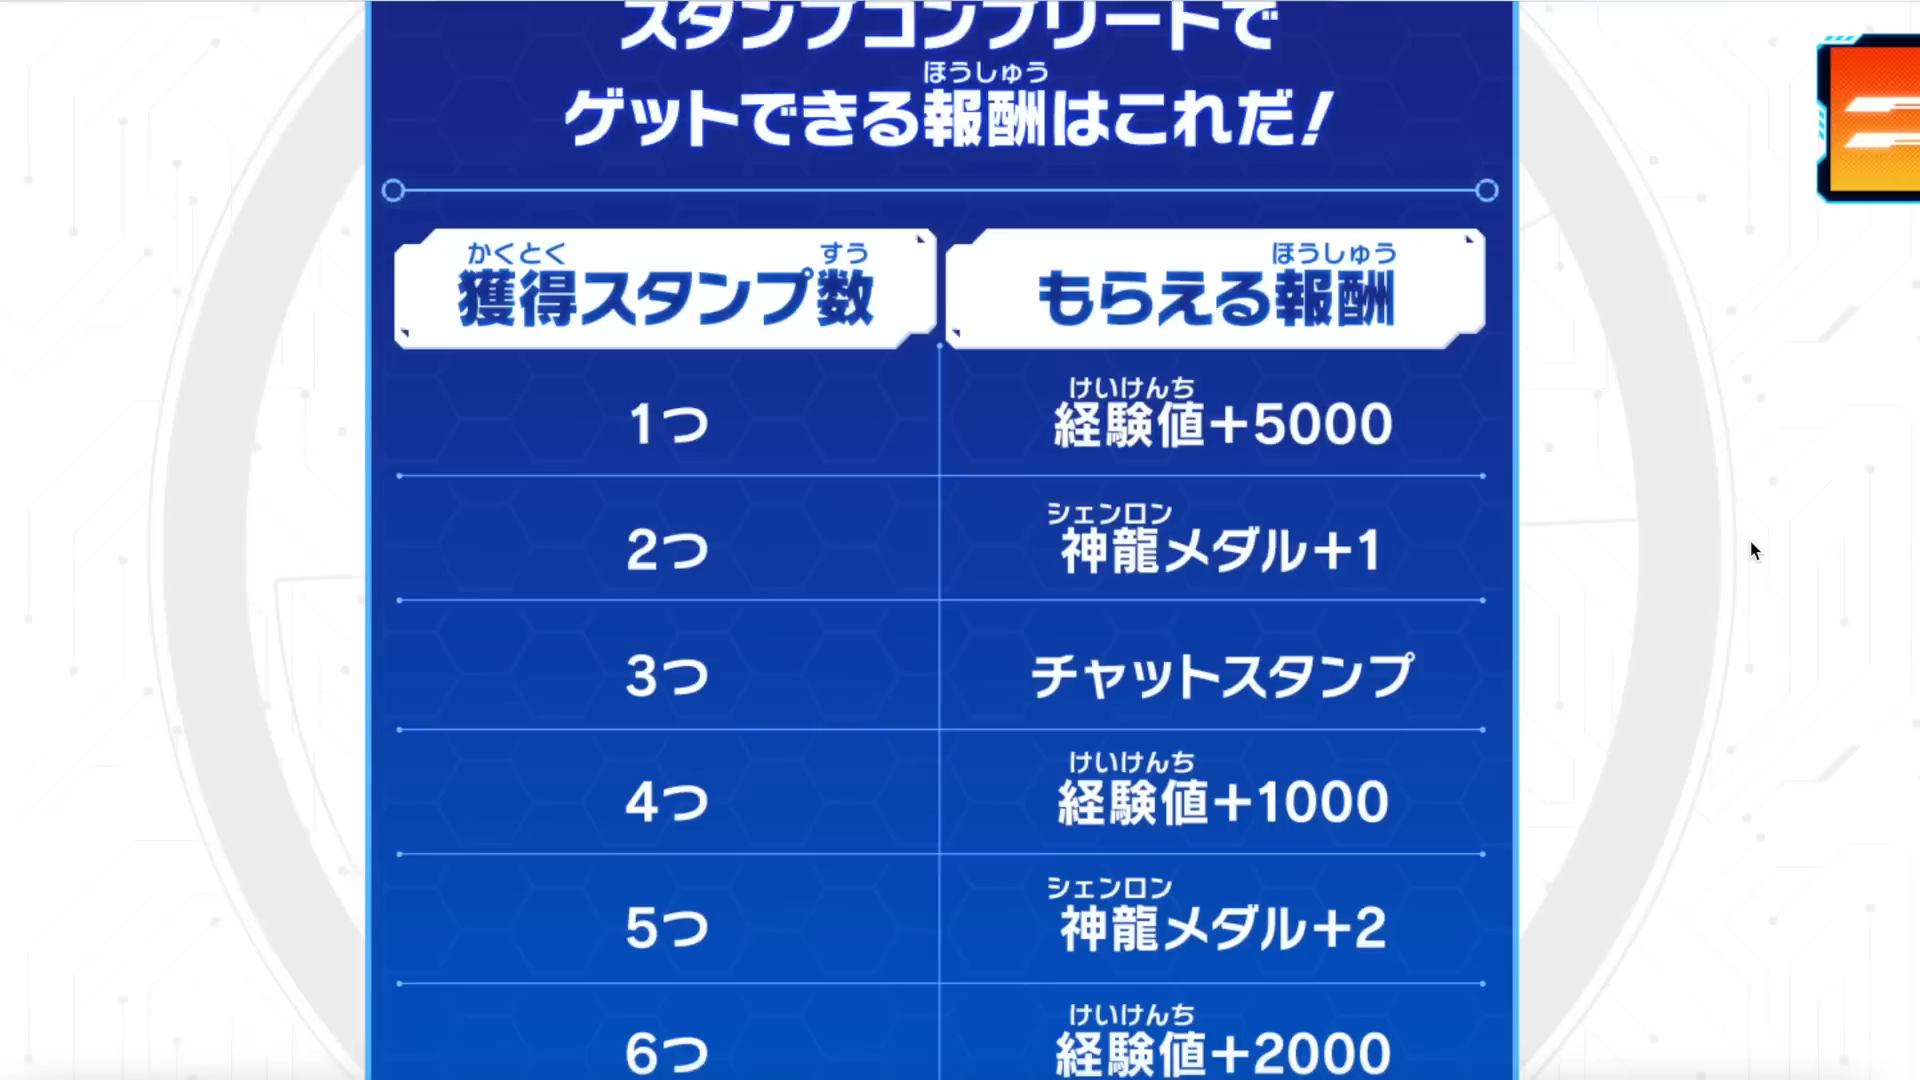 スタンプコンプリートで
ほうしゅう
ゲットできる報酬はこれだ!
かくとく すう
獲得スタンプ数
ほうしゅう
もらえる報酬
1つ
けいけんち
経験値+5000
2つ
シェンロン
神龍メダル+1
3つ
チャットスタンプ
4つ
けいけんち
経験値+1000
5つ
シェンロン
神龍メダル+2
6つ
けいけんち
経験値+2000